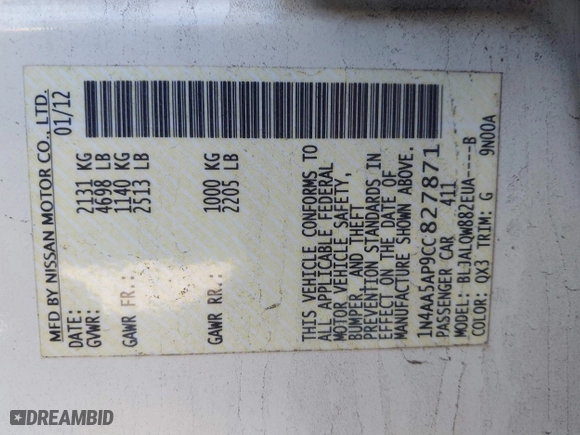 MFD BY NISSAN MOTOR CO., LTD.
DATE: 01/12
GVWR: 2131 KG
4698 LB
GAWR FR.: 1140 KG
2513 LB
GAWR RR.: 1000 KG
2205 LB
THIS VEHICLE CONFORMS TO
ALL APPLICABLE FEDERAL
MOTOR VEHICLE SAFETY,
BUMPER, AND THEFT
PREVENTION STANDARDS IN
EFFECT ON THE DATE OF
MANUFACTURE SHOWN ABOVE.
1N4AA5AP9CC827871
PASSENGER CAR 411
MODEL: BL3ALQW882EUA----B
COLOR: QX3 TRIM: G 9N00A
DREAMBID